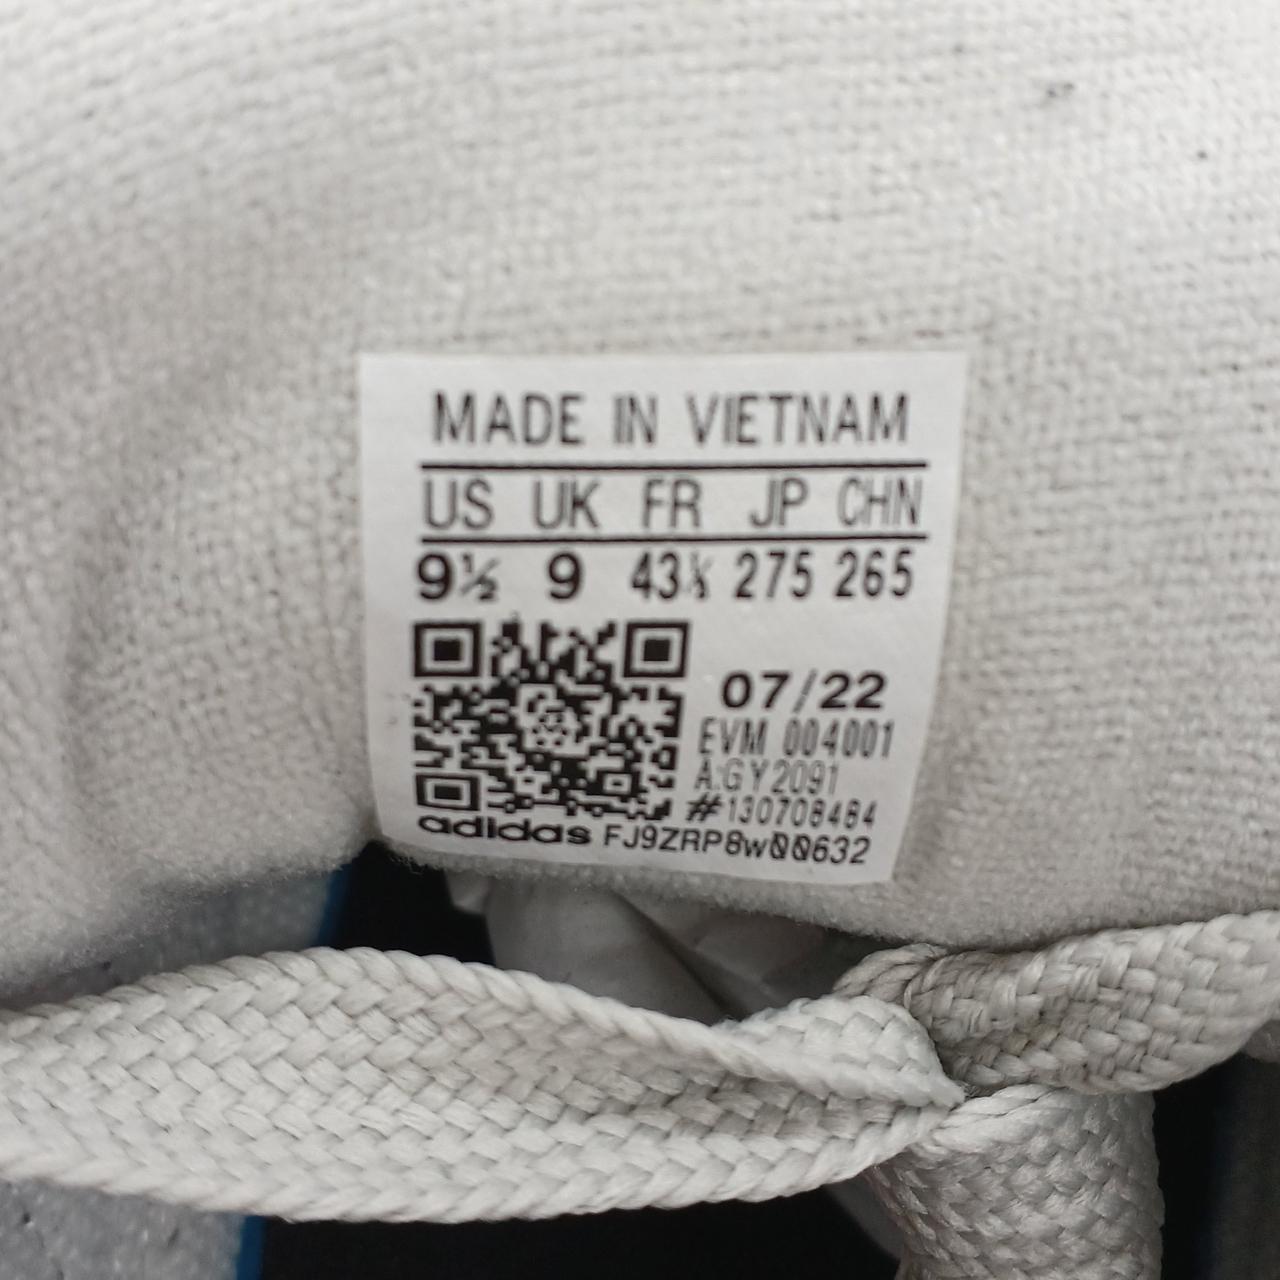 MADE IN VIETNAM
US UK FR JP CHN
9½ 9 43⅓ 275 265
07/22
EVM 004001
A:GY2091
#130708484
adidas FJ9ZRP8w00632